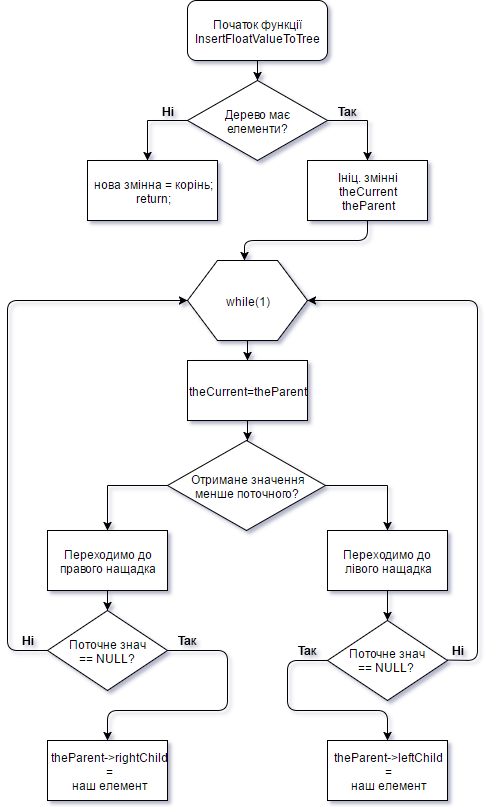 Початок функції
InsertFloatValueToTree
Дерево має
елементи?
Ні
Так
нова змінна = корінь;
return;
Ініц. змінні
theCurrent
theParent
while(1)
theCurrent=theParent
Отримане значення
менше поточного?
Переходимо до
правого нащадка
Переходимо до
лівого нащадка
Ні
Поточне знач
== NULL?
Так
Так
Поточне знач
== NULL?
Ні
theParent->rightChild
=
наш елемент
theParent->leftChild
=
наш елемент